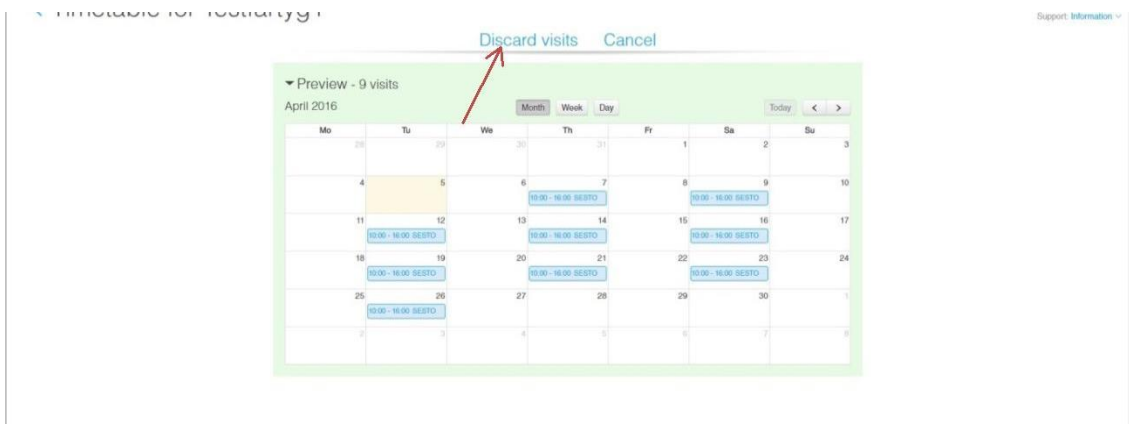 Timetable for
Support: Information
Discard visits Cancel
Preview - 9 visits
April 2016 Month Week Day Today < >
Mo Tu We Th Fr Sa Su
28 29 30 31 1 2 3
4 5 6 7 8 9 10
10:00 - 16:00 SESTO 10:00 - 16:00 SESTO
11 12 13 14 15 16 17
10:00 - 16:00 SESTO 10:00 - 16:00 SESTO 10:00 - 16:00 SESTO
18 19 20 21 22 23 24
10:00 - 16:00 SESTO 10:00 - 16:00 SESTO 10:00 - 16:00 SESTO
25 26 27 28 29 30 1
10:00 - 16:00 SESTO
2 3 4 5 6 7 8